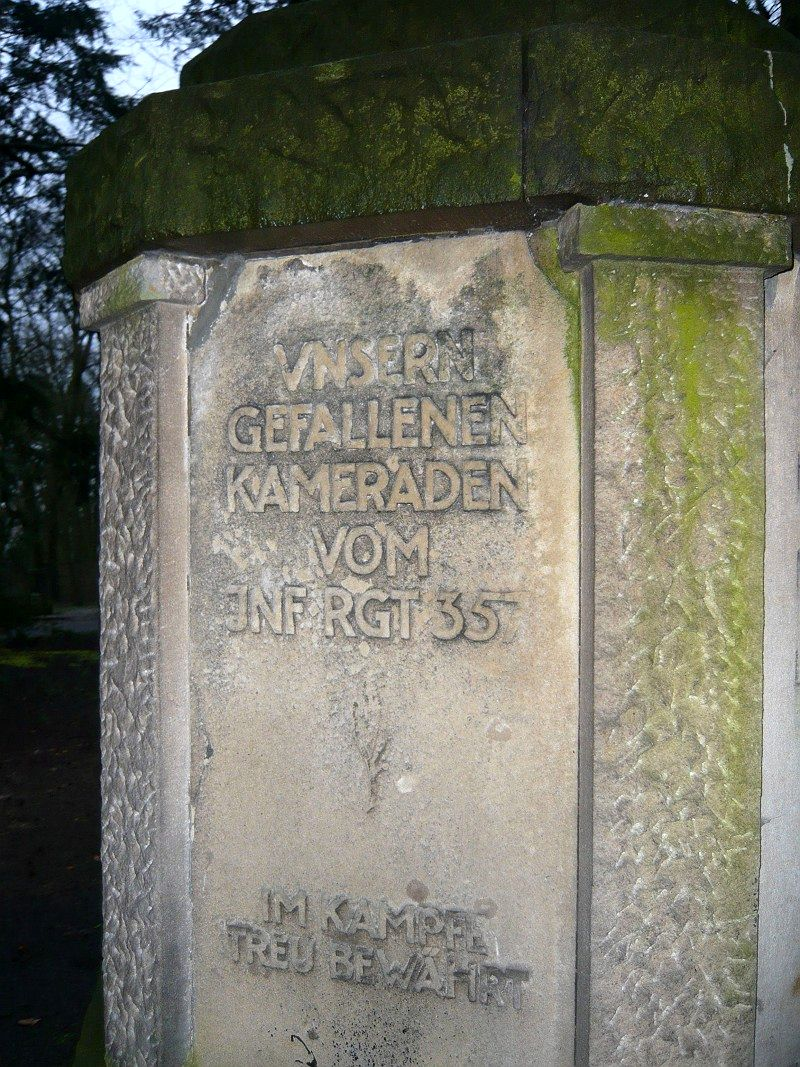 VNSERN
GEFALLENEN
KAMERADEN
VOM
JNF RGT 35
IM KAMPFE
TREU BEWÄHRT